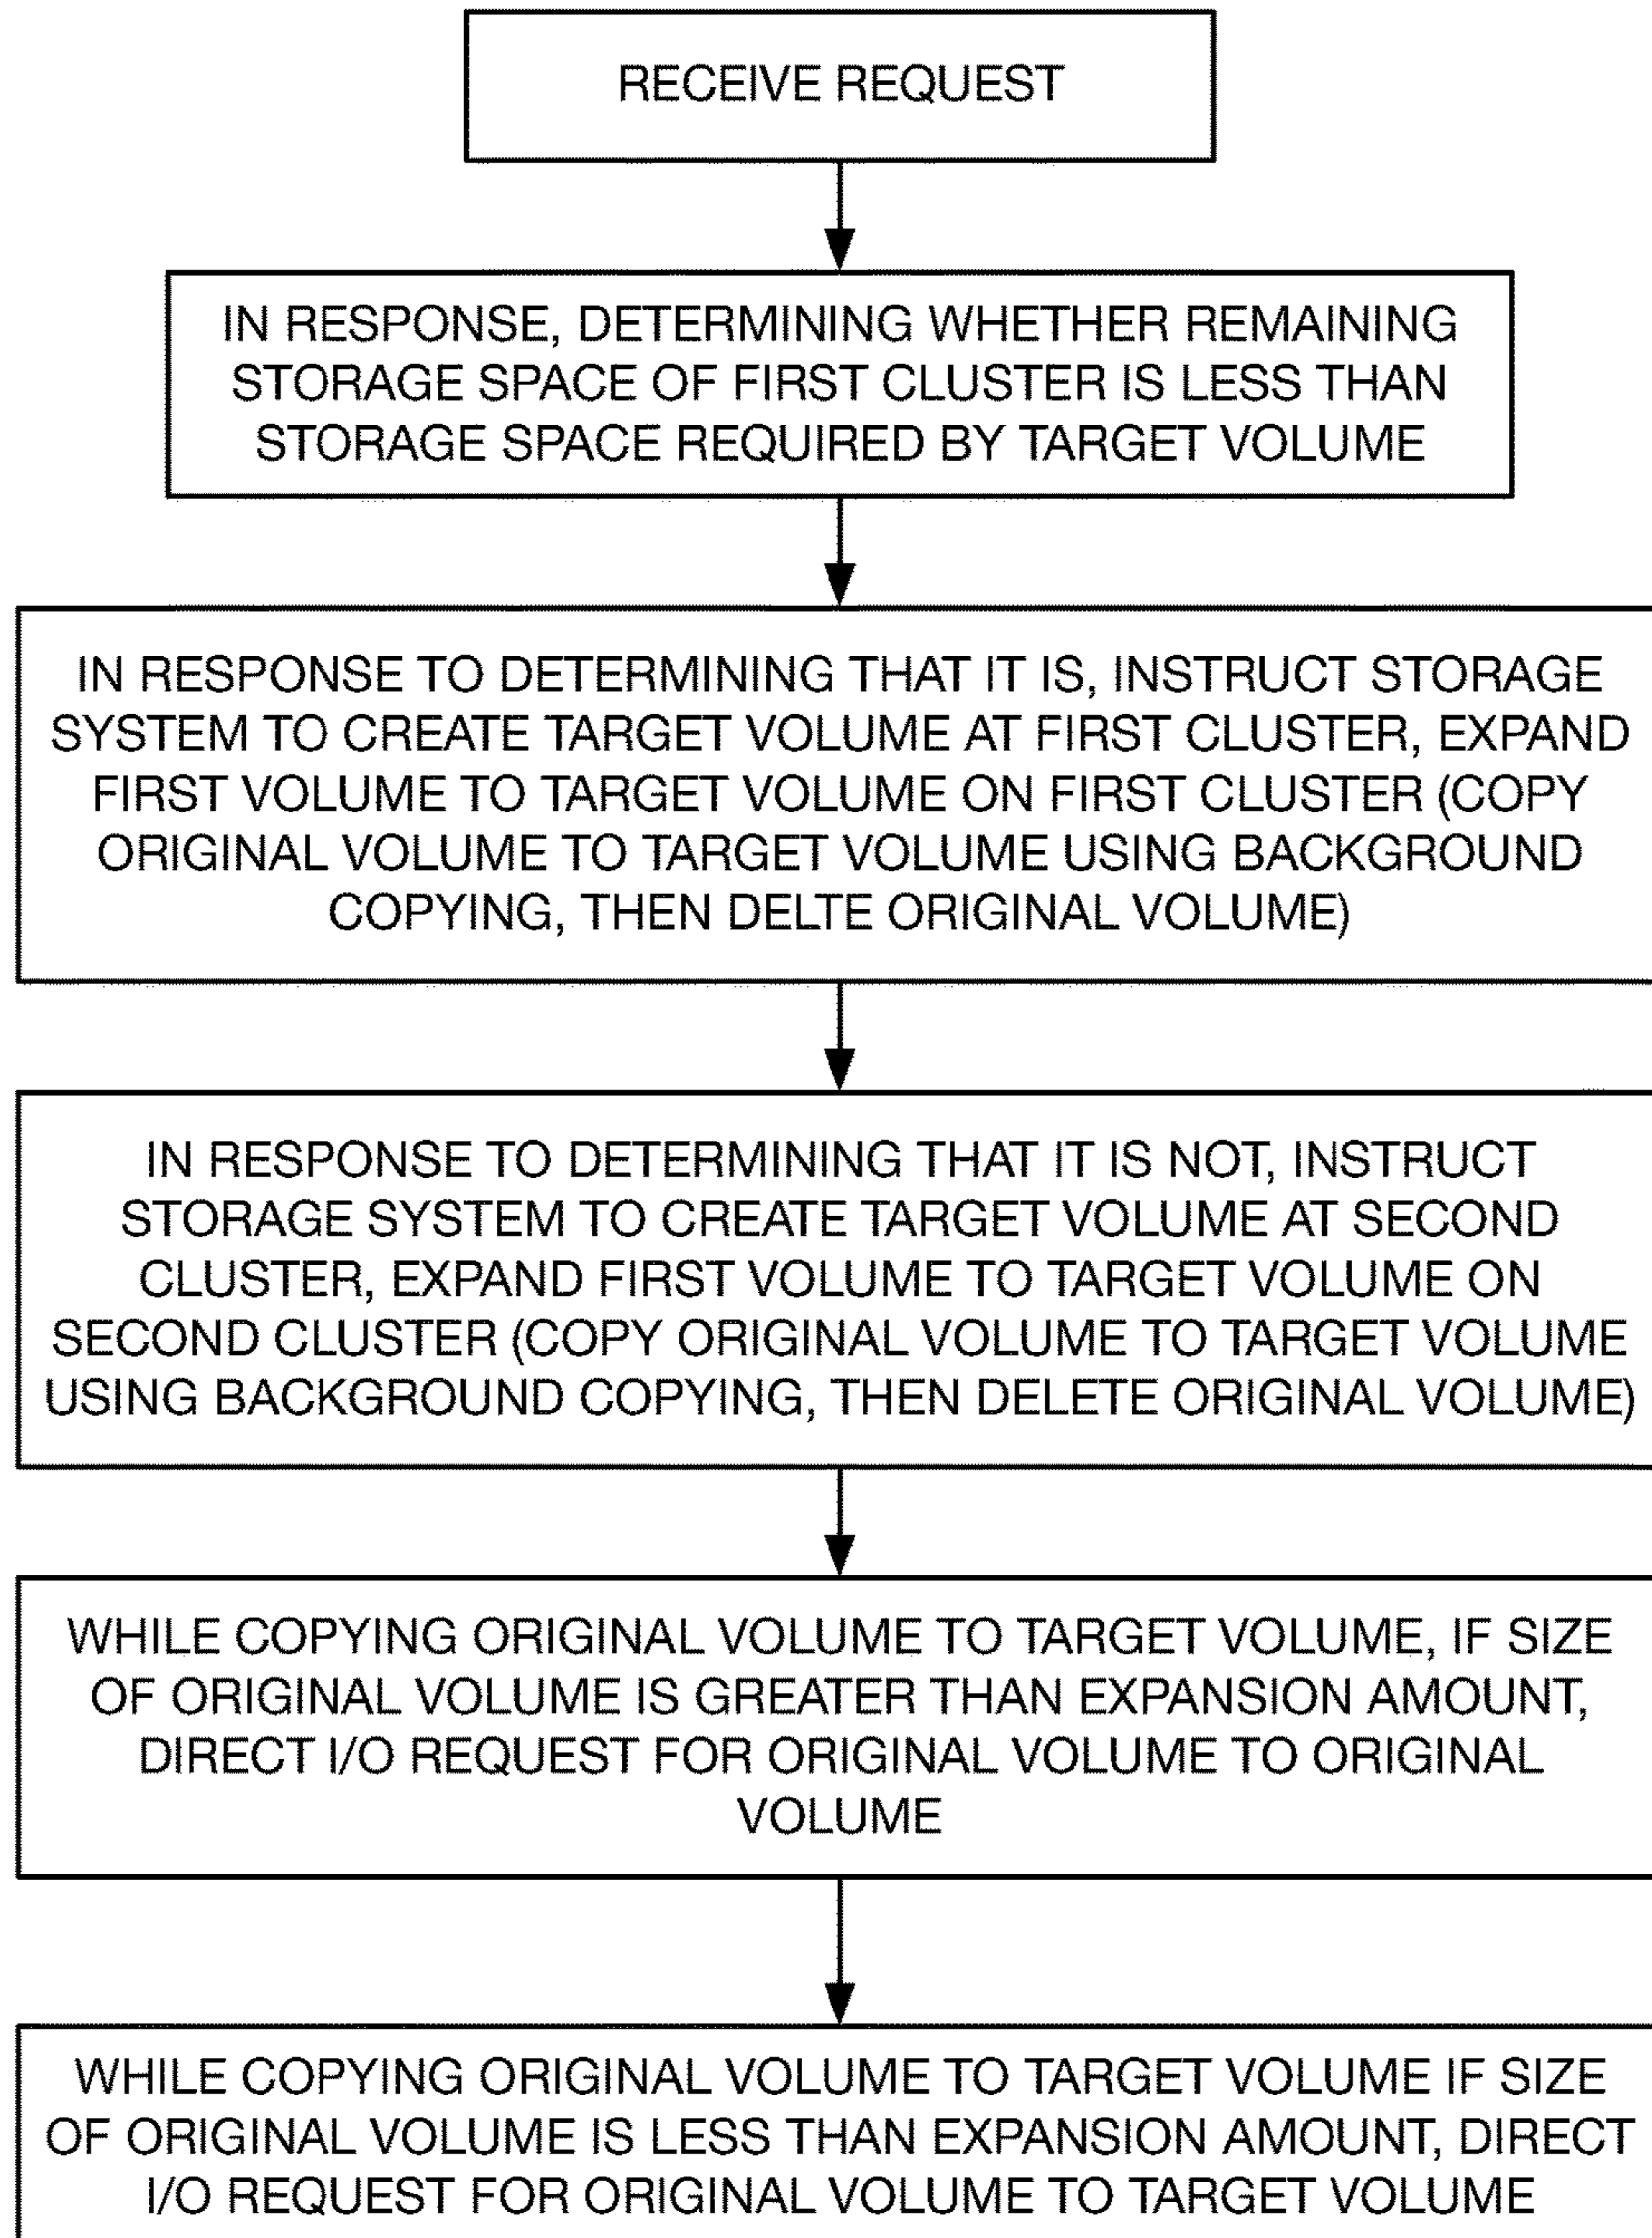 RECEIVE REQUEST
IN RESPONSE, DETERMINING WHETHER REMAINING
STORAGE SPACE OF FIRST CLUSTER IS LESS THAN
STORAGE SPACE REQUIRED BY TARGET VOLUME
IN RESPONSE TO DETERMINING THAT IT IS, INSTRUCT STORAGE
SYSTEM TO CREATE TARGET VOLUME AT FIRST CLUSTER, EXPAND
FIRST VOLUME TO TARGET VOLUME ON FIRST CLUSTER (COPY
ORIGINAL VOLUME TO TARGET VOLUME USING BACKGROUND
COPYING, THEN DELTE ORIGINAL VOLUME)
IN RESPONSE TO DETERMINING THAT IT IS NOT, INSTRUCT
STORAGE SYSTEM TO CREATE TARGET VOLUME AT SECOND
CLUSTER, EXPAND FIRST VOLUME TO TARGET VOLUME ON
SECOND CLUSTER (COPY ORIGINAL VOLUME TO TARGET VOLUME
USING BACKGROUND COPYING, THEN DELETE ORIGINAL VOLUME)
WHILE COPYING ORIGINAL VOLUME TO TARGET VOLUME, IF SIZE
OF ORIGINAL VOLUME IS GREATER THAN EXPANSION AMOUNT,
DIRECT I/O REQUEST FOR ORIGINAL VOLUME TO ORIGINAL
VOLUME
WHILE COPYING ORIGINAL VOLUME TO TARGET VOLUME IF SIZE
OF ORIGINAL VOLUME IS LESS THAN EXPANSION AMOUNT, DIRECT
I/O REQUEST FOR ORIGINAL VOLUME TO TARGET VOLUME